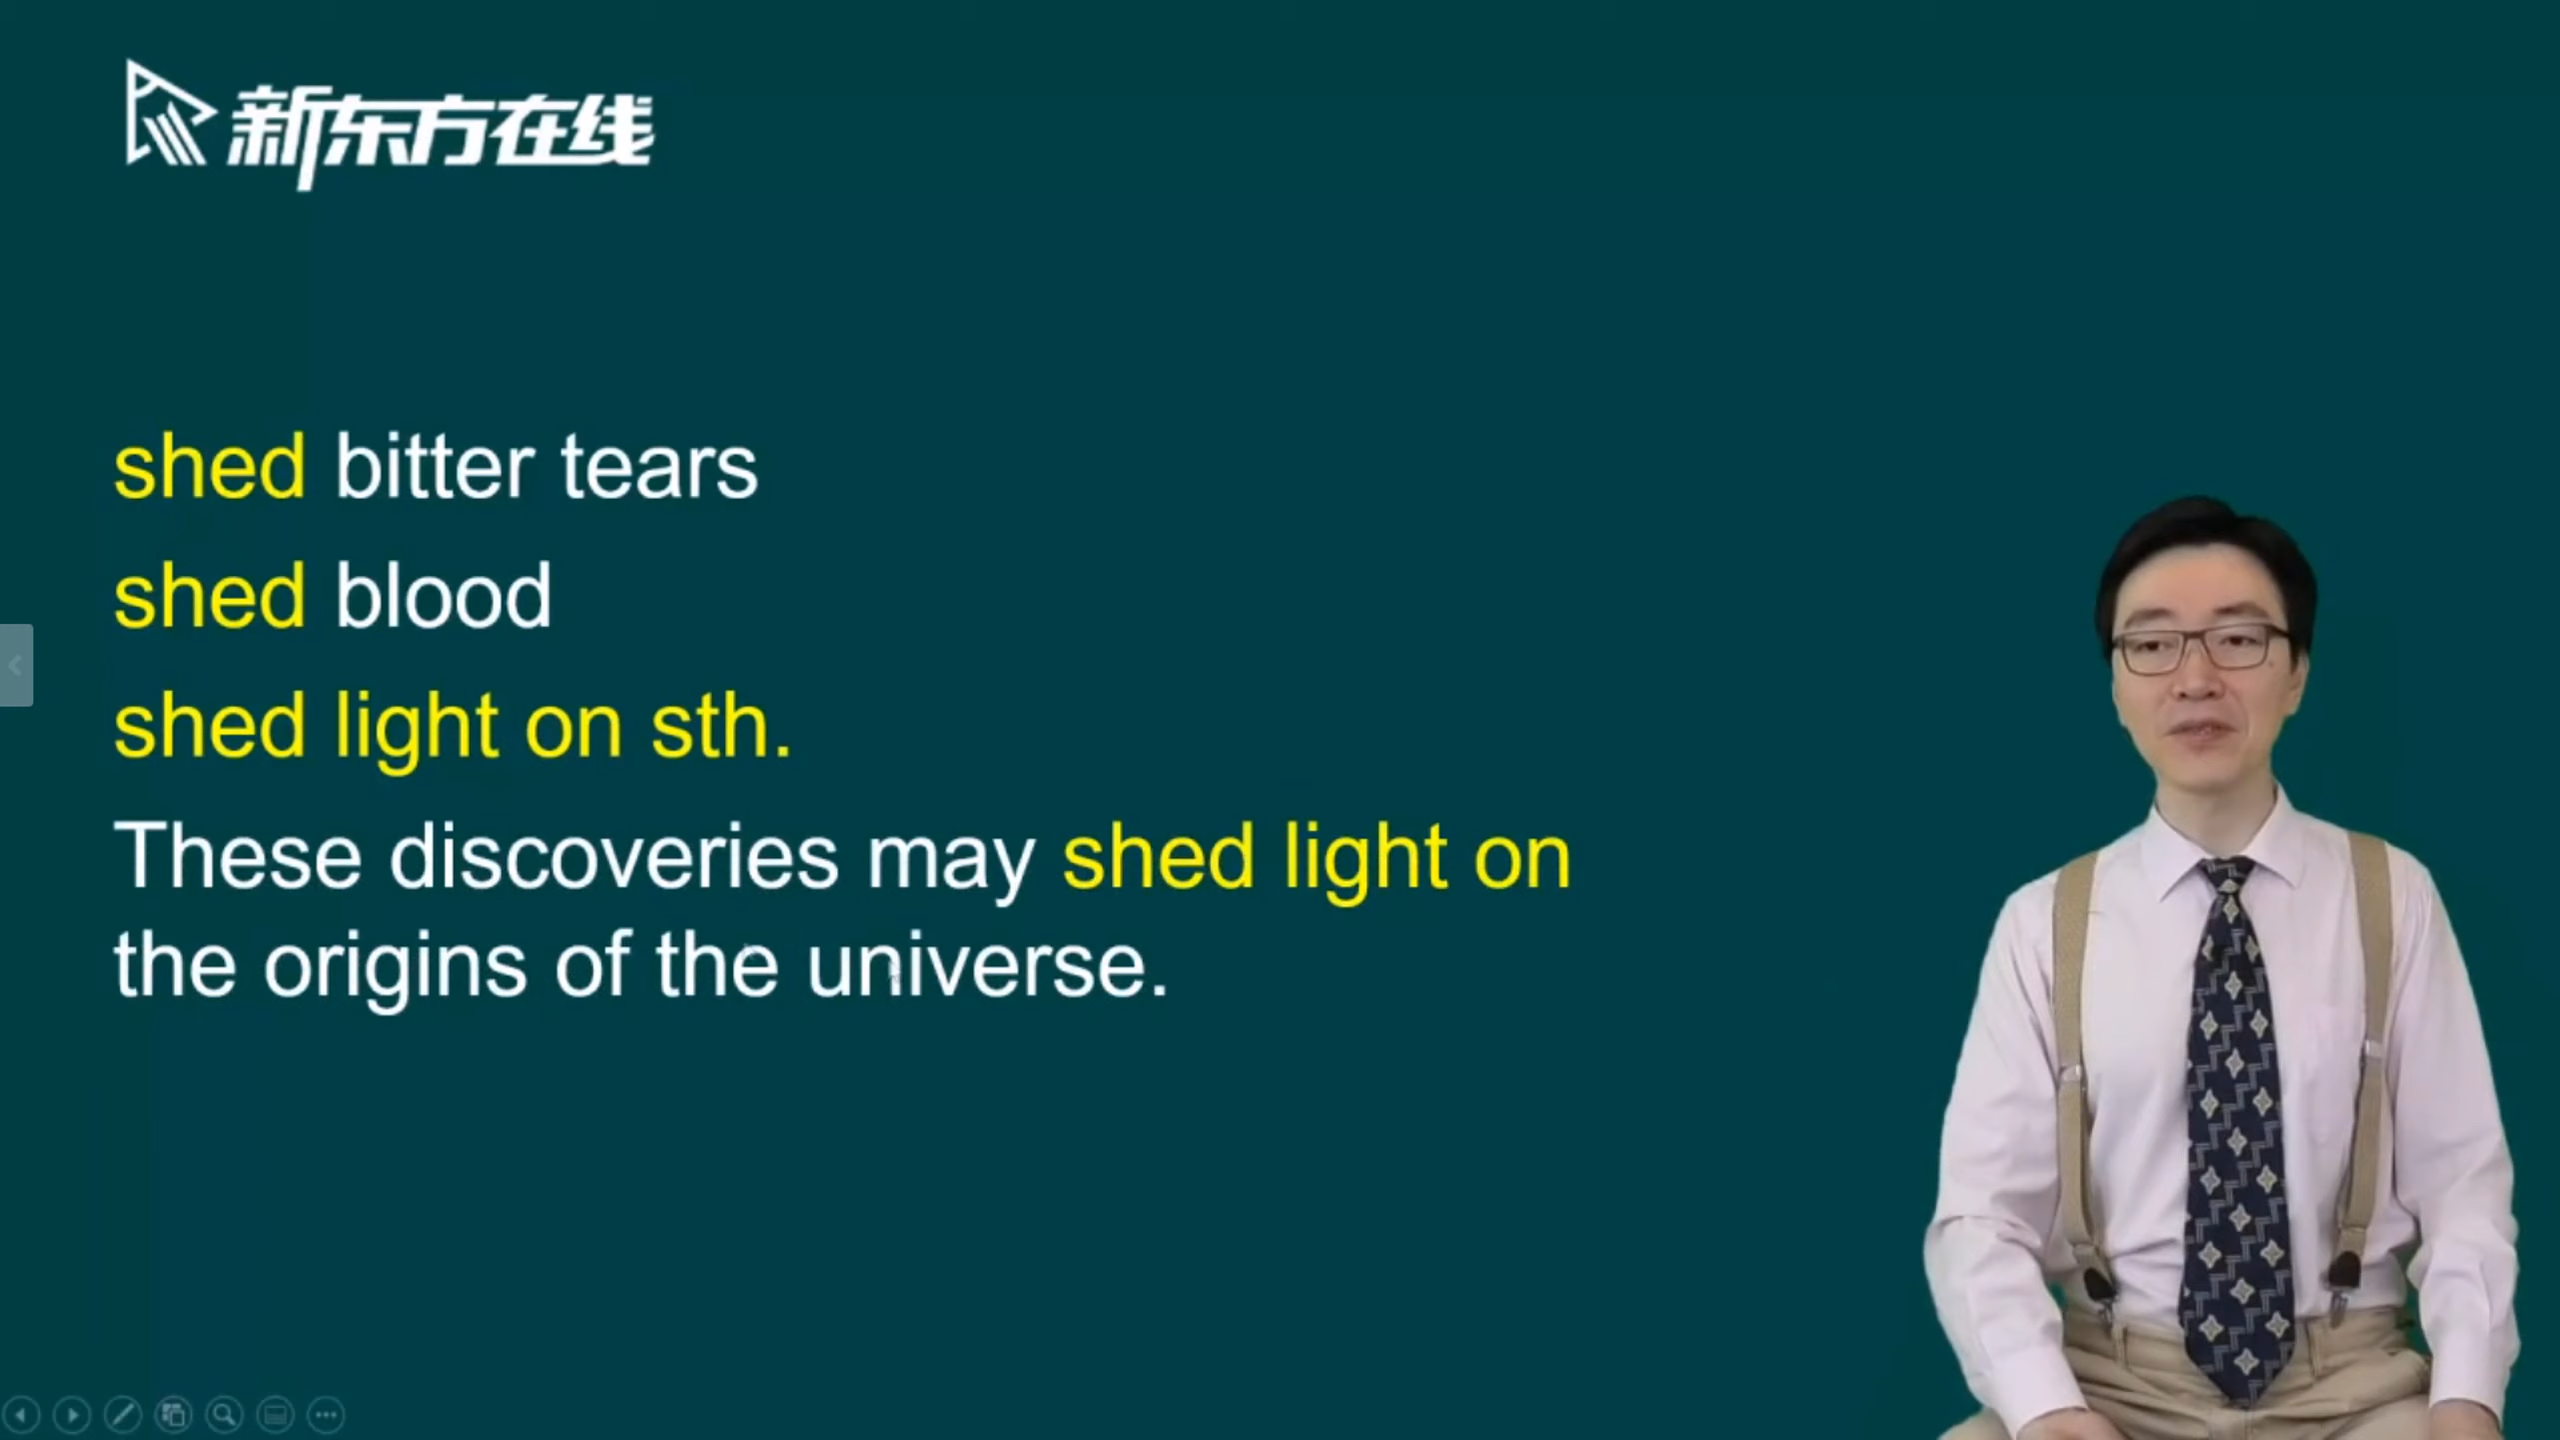 新东方在线
shed bitter tears
shed blood
shed light on sth.
These discoveries may shed light on
the origins of the universe.